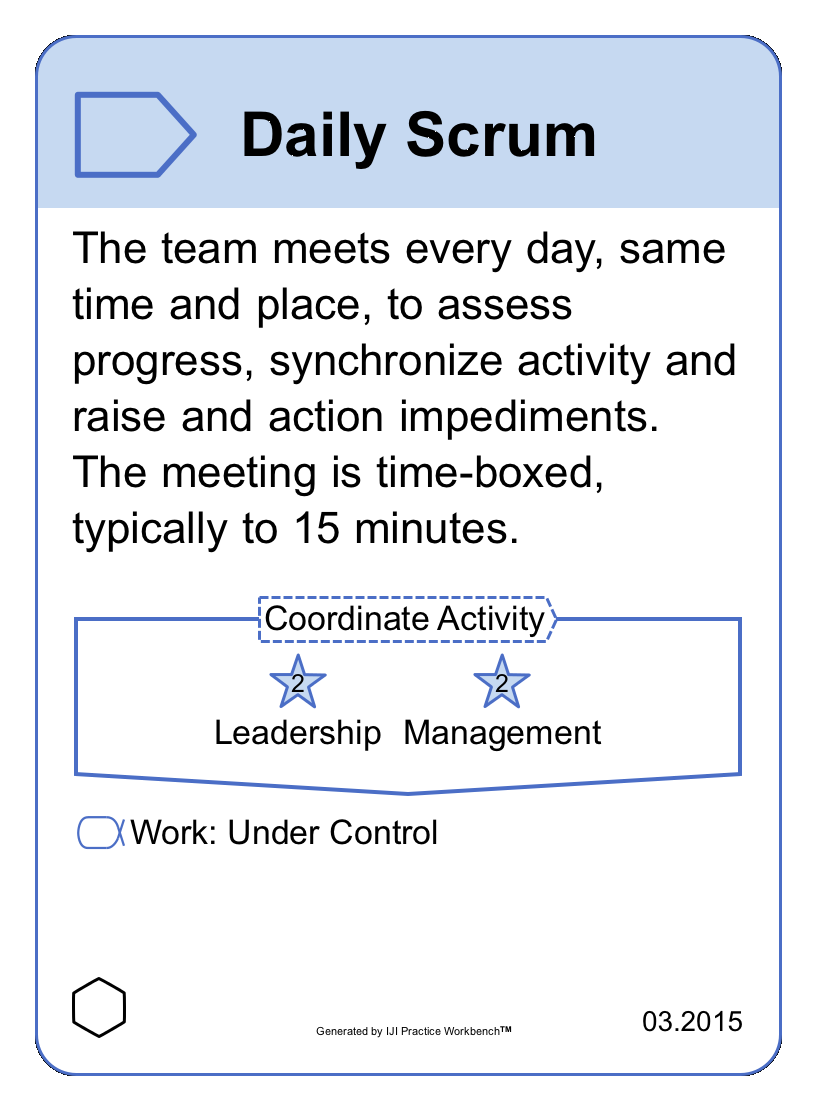 Daily Scrum
The team meets every day, same
time and place, to assess
progress, synchronize activity and
raise and action impediments.
The meeting is time-boxed,
typically to 15 minutes.
Coordinate Activity
2 2
Leadership Management
Work: Under Control
Generated by IJI Practice Workbench™
03.2015